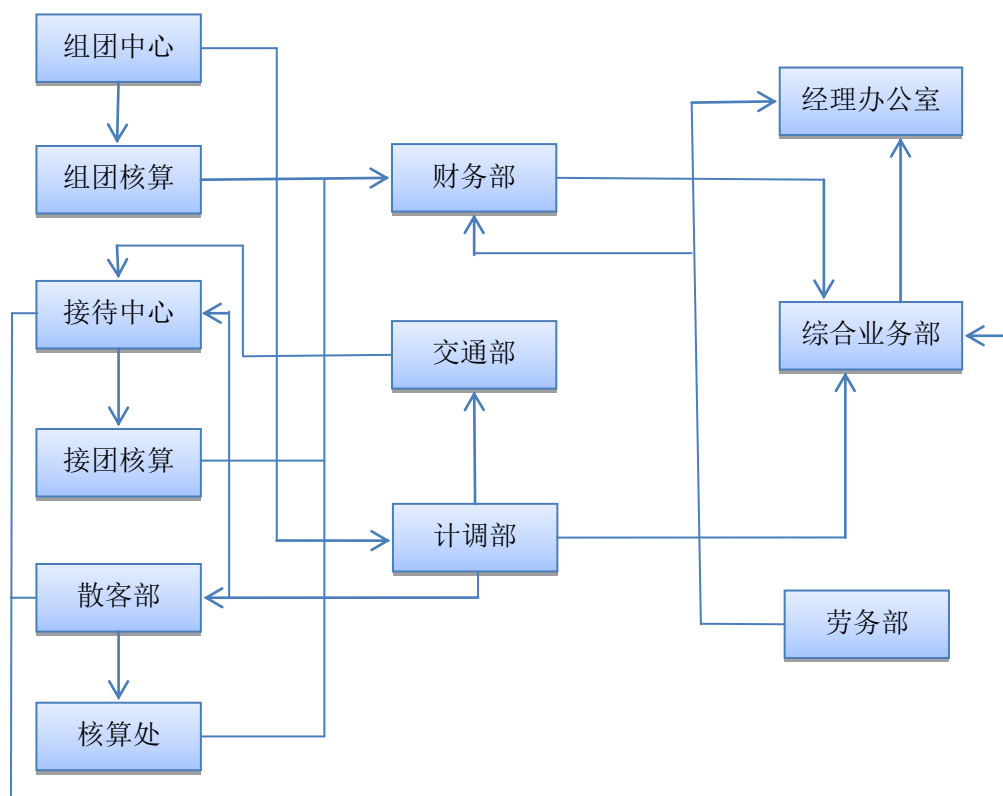 组团中心
经理办公室
组团核算
财务部
接待中心
交通部
综合业务部
接团核算
计调部
散客部
劳务部
核算处